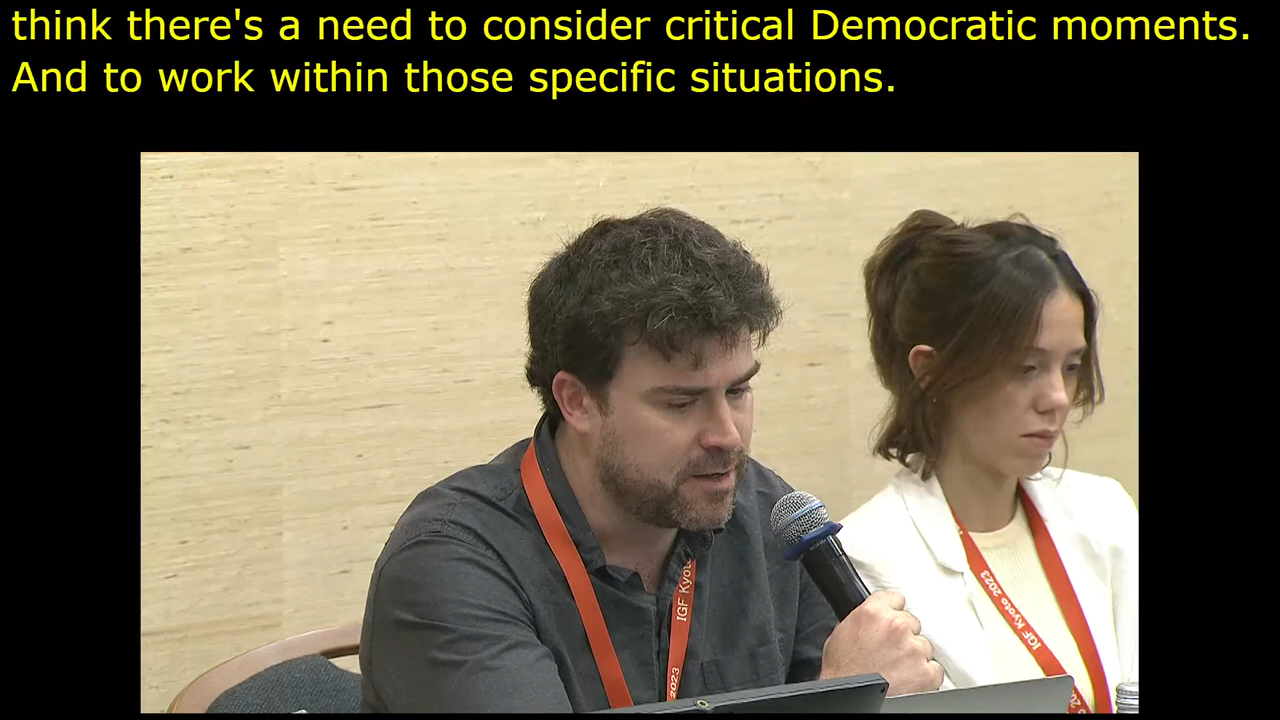 think there's a need to consider critical Democratic moments.
And to work within those specific situations.
IGF Kyoto
2023
IGF Kyoto 2023